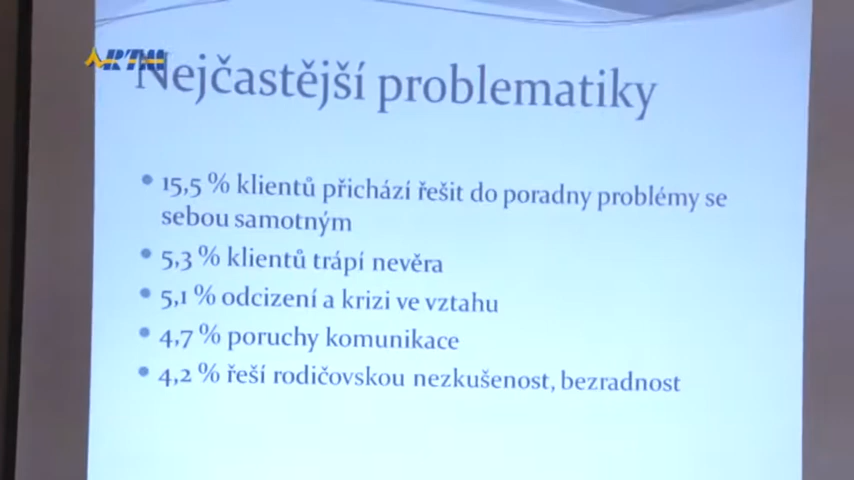 RTM
Nejčastější problematiky
• 15,5 % klientů přichází řešit do poradny problémy se
sebou samotným
• 5,3 % klientů trápí nevěra
• 5,1 % odcizení a krizi ve vztahu
• 4,7 % poruchy komunikace
• 4,2 % řeší rodičovskou nezkušenost, bezradnost